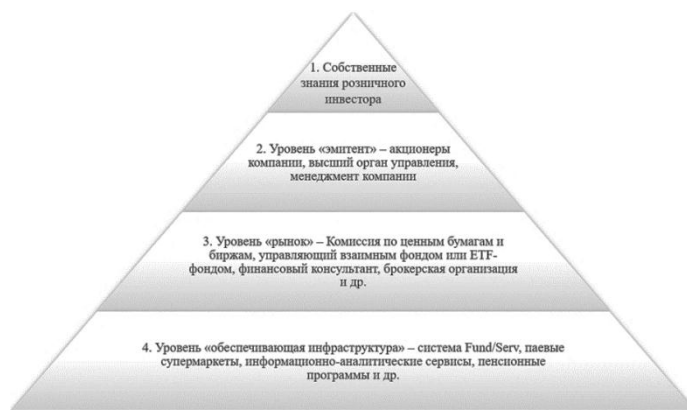 1. Собственные
знания розничного
инвестора
2. Уровень «эмитент» – акционеры
компании, высший орган управления,
менеджмент компании
3. Уровень «рынок» – Комиссия по ценным бумагам и
биржам, управляющий взаимным фондом или ETF-
фондом, финансовый консультант, брокерская организация
и др.
4. Уровень «обеспечивающая инфраструктура» – система Fund/Serv, паевые
супермаркеты, информационно-аналитические сервисы, пенсионные
программы и др.